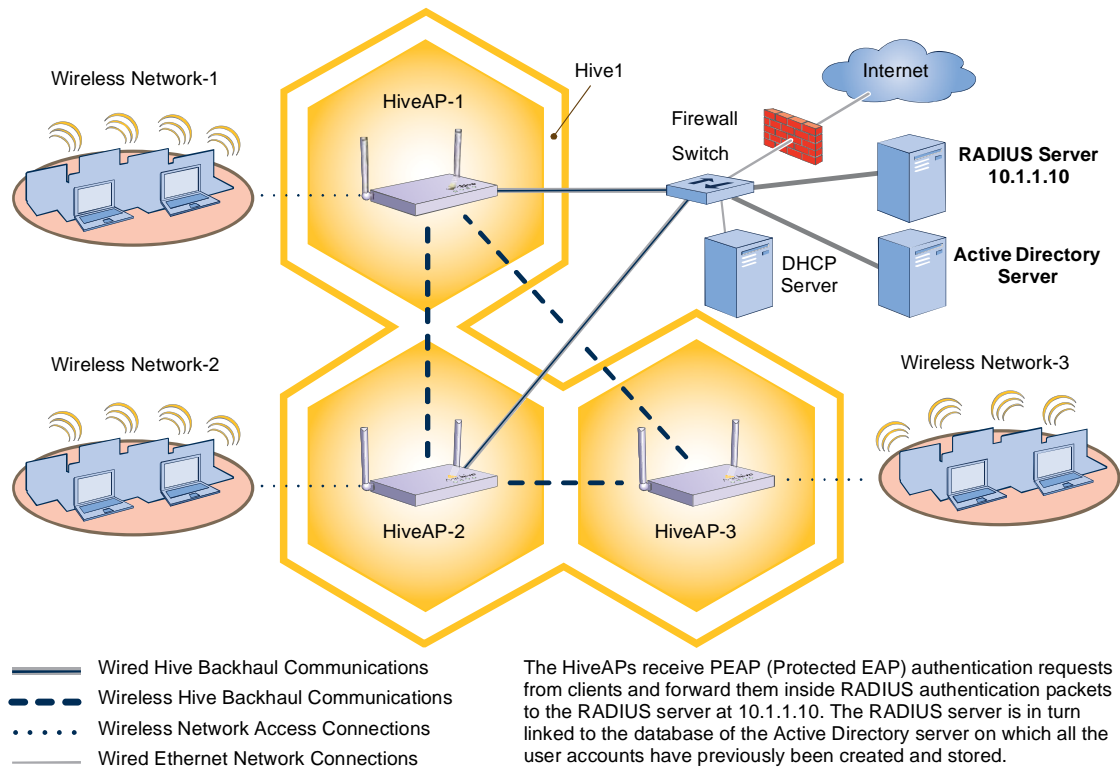 Wireless Network-1
Hive1
Internet
HiveAP-1
Firewall
Switch
RADIUS Server
10.1.1.10
DHCP
Server
Active Directory
Server
Wireless Network-2
Wireless Network-3
HiveAP-2
HiveAP-3
Wired Hive Backhaul Communications
Wireless Hive Backhaul Communications
Wireless Network Access Connections
Wired Ethernet Network Connections
The HiveAPs receive PEAP (Protected EAP) authentication requests
from clients and forward them inside RADIUS authentication packets
to the RADIUS server at 10.1.1.10. The RADIUS server is in turn
linked to the database of the Active Directory server on which all the
user accounts have previously been created and stored.